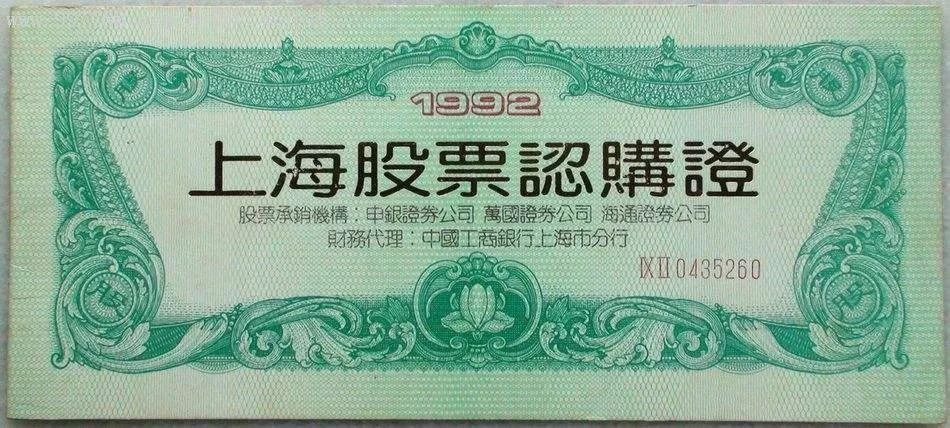 1992
上海股票認購證
股票承銷機構：申銀證券公司 萬國證券公司 海通證券公司
財務代理：中國工商銀行上海市分行
IXII0435260